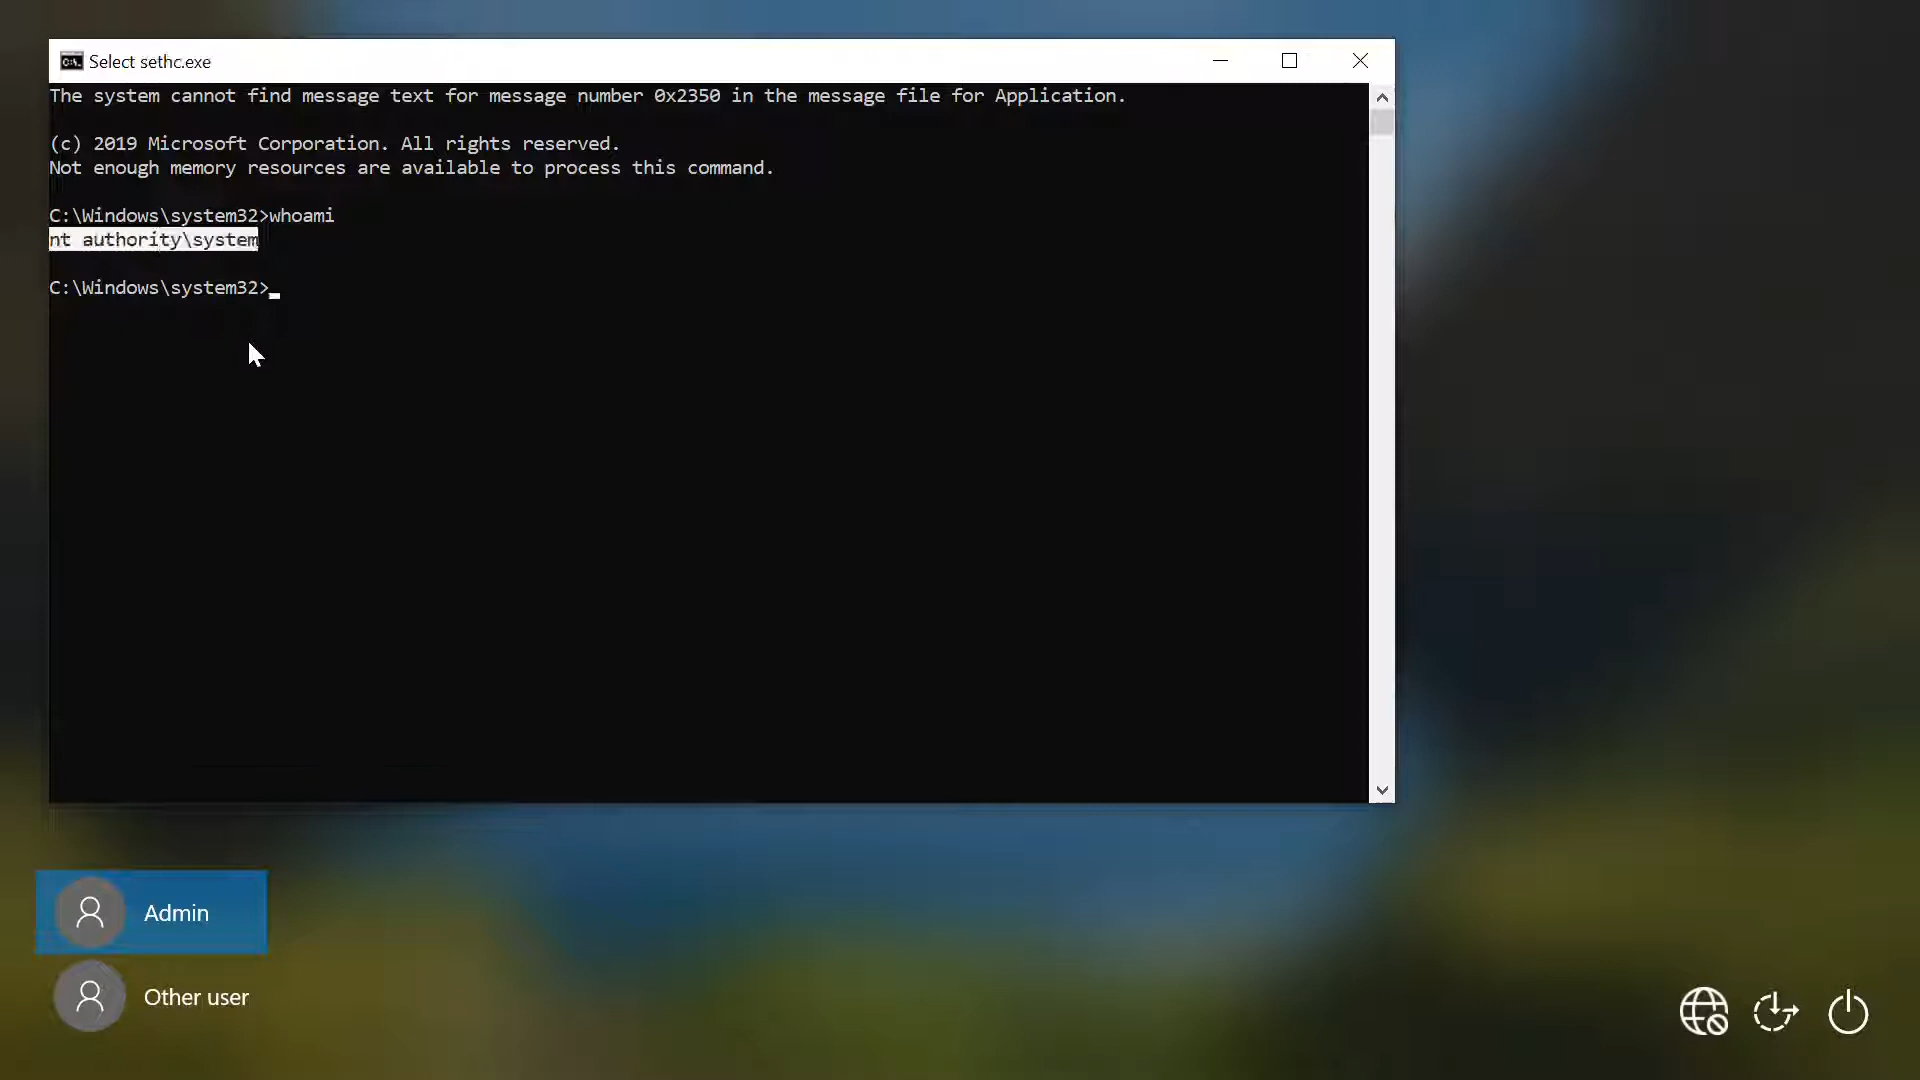 Select sethc.exe
The system cannot find message text for message number 0x2350 in the message file for Application.
(c) 2019 Microsoft Corporation. All rights reserved.
Not enough memory resources are available to process this command.
C:\Windows\system32>whoami
nt authority\system
C:\Windows\system32>
Admin
Other user